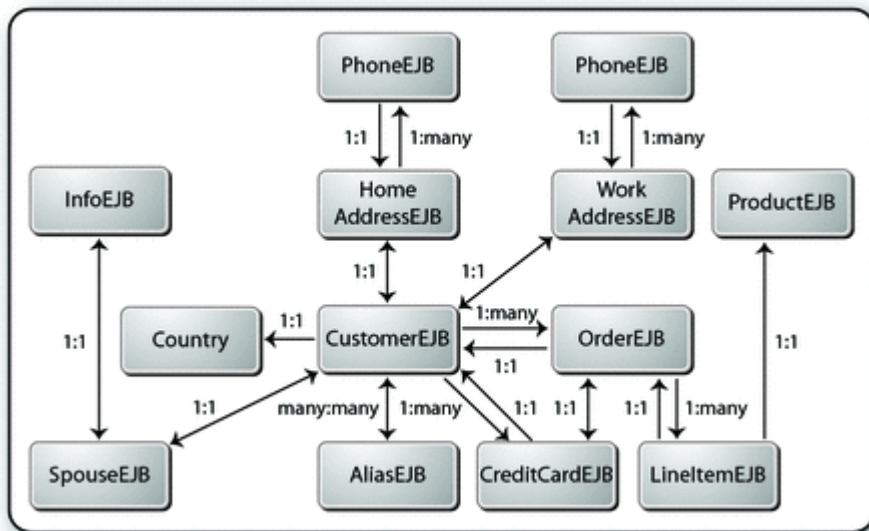 PhoneEJB
PhoneEJB
1:1
1:many
1:1
1:many
InfoEJB
Home
AddressEJB
Work
AddressEJB
ProductEJB
1:1
1:1
1:1
1:1
Country
1:1
CustomerEJB
1:many
1:1
OrderEJB
1:1
1:1
many:many
1:many
1:1
1:1
1:1
1:many
SpouseEJB
AliasEJB
CreditCardEJB
LineItemEJB